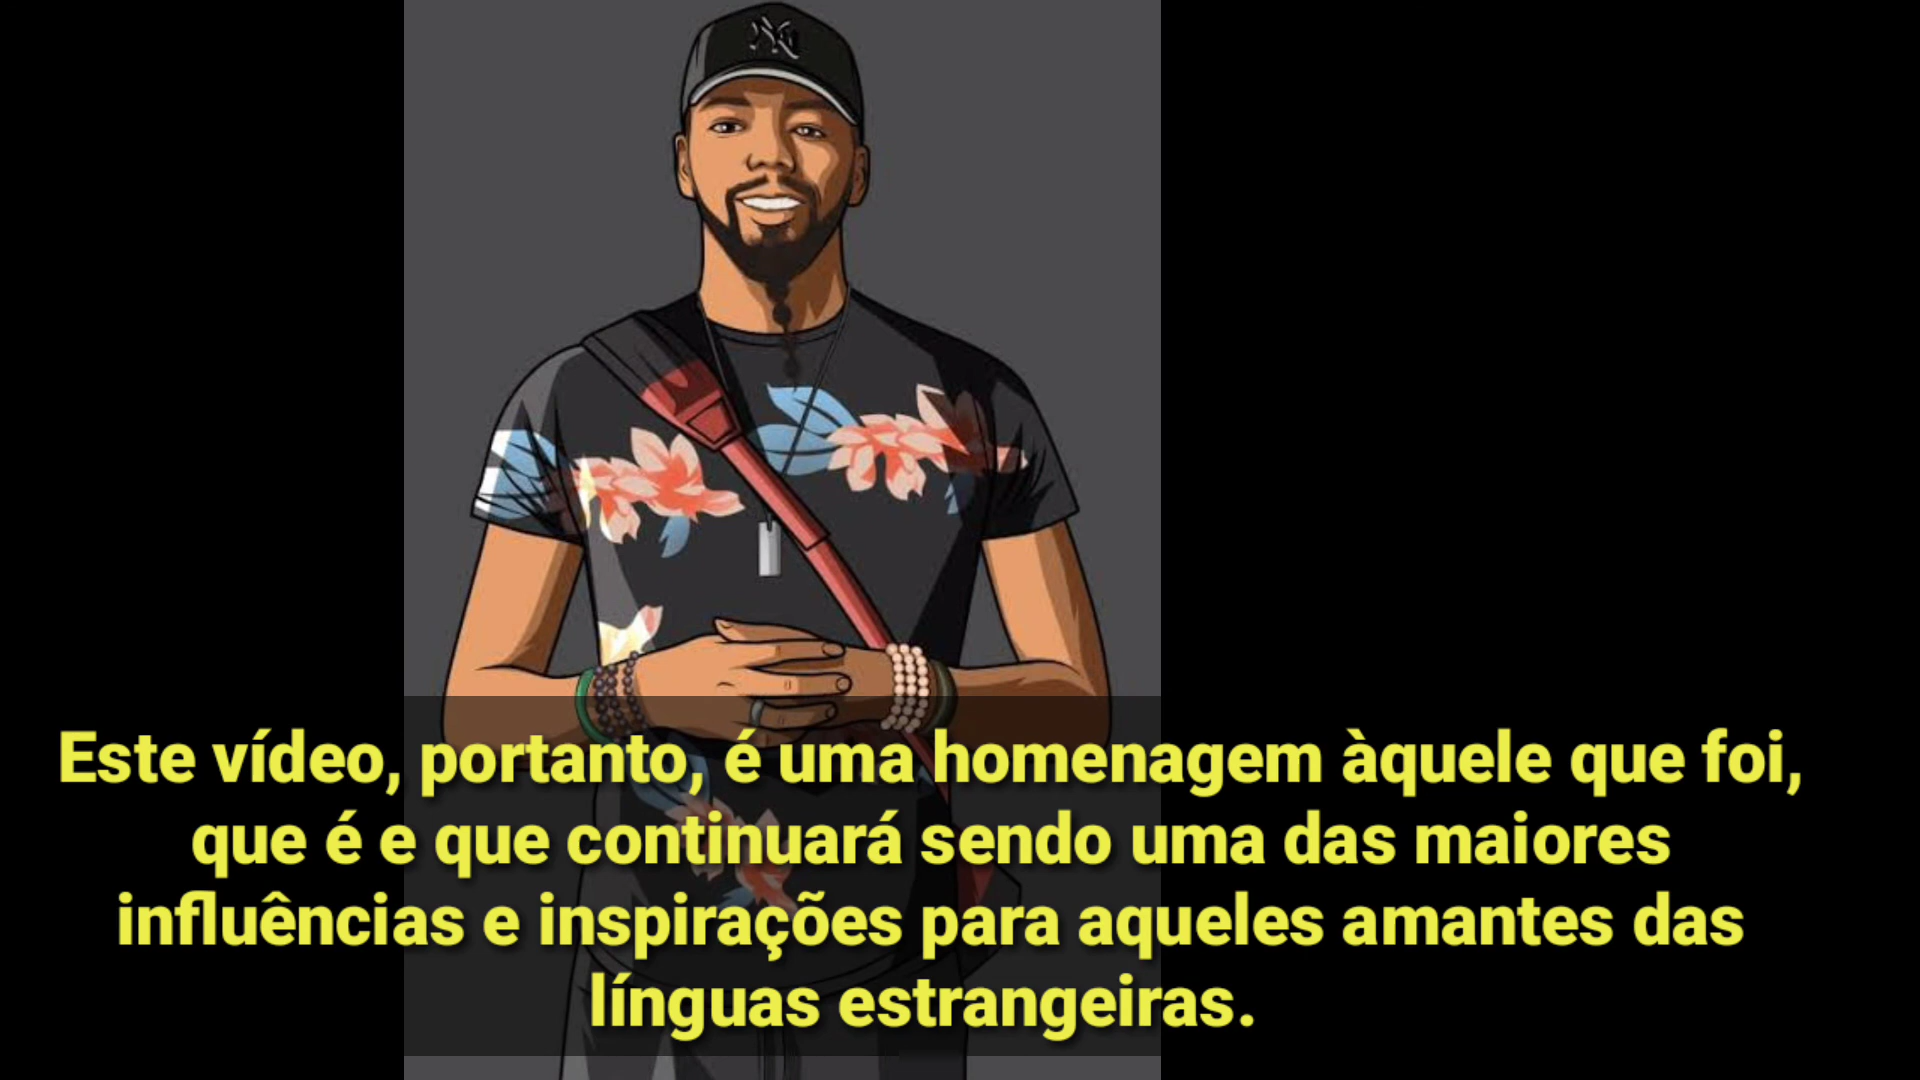 NY
Este vídeo, portanto, é uma homenagem àquele que foi,
que é e que continuará sendo uma das maiores
influências e inspirações para aqueles amantes das
línguas estrangeiras.